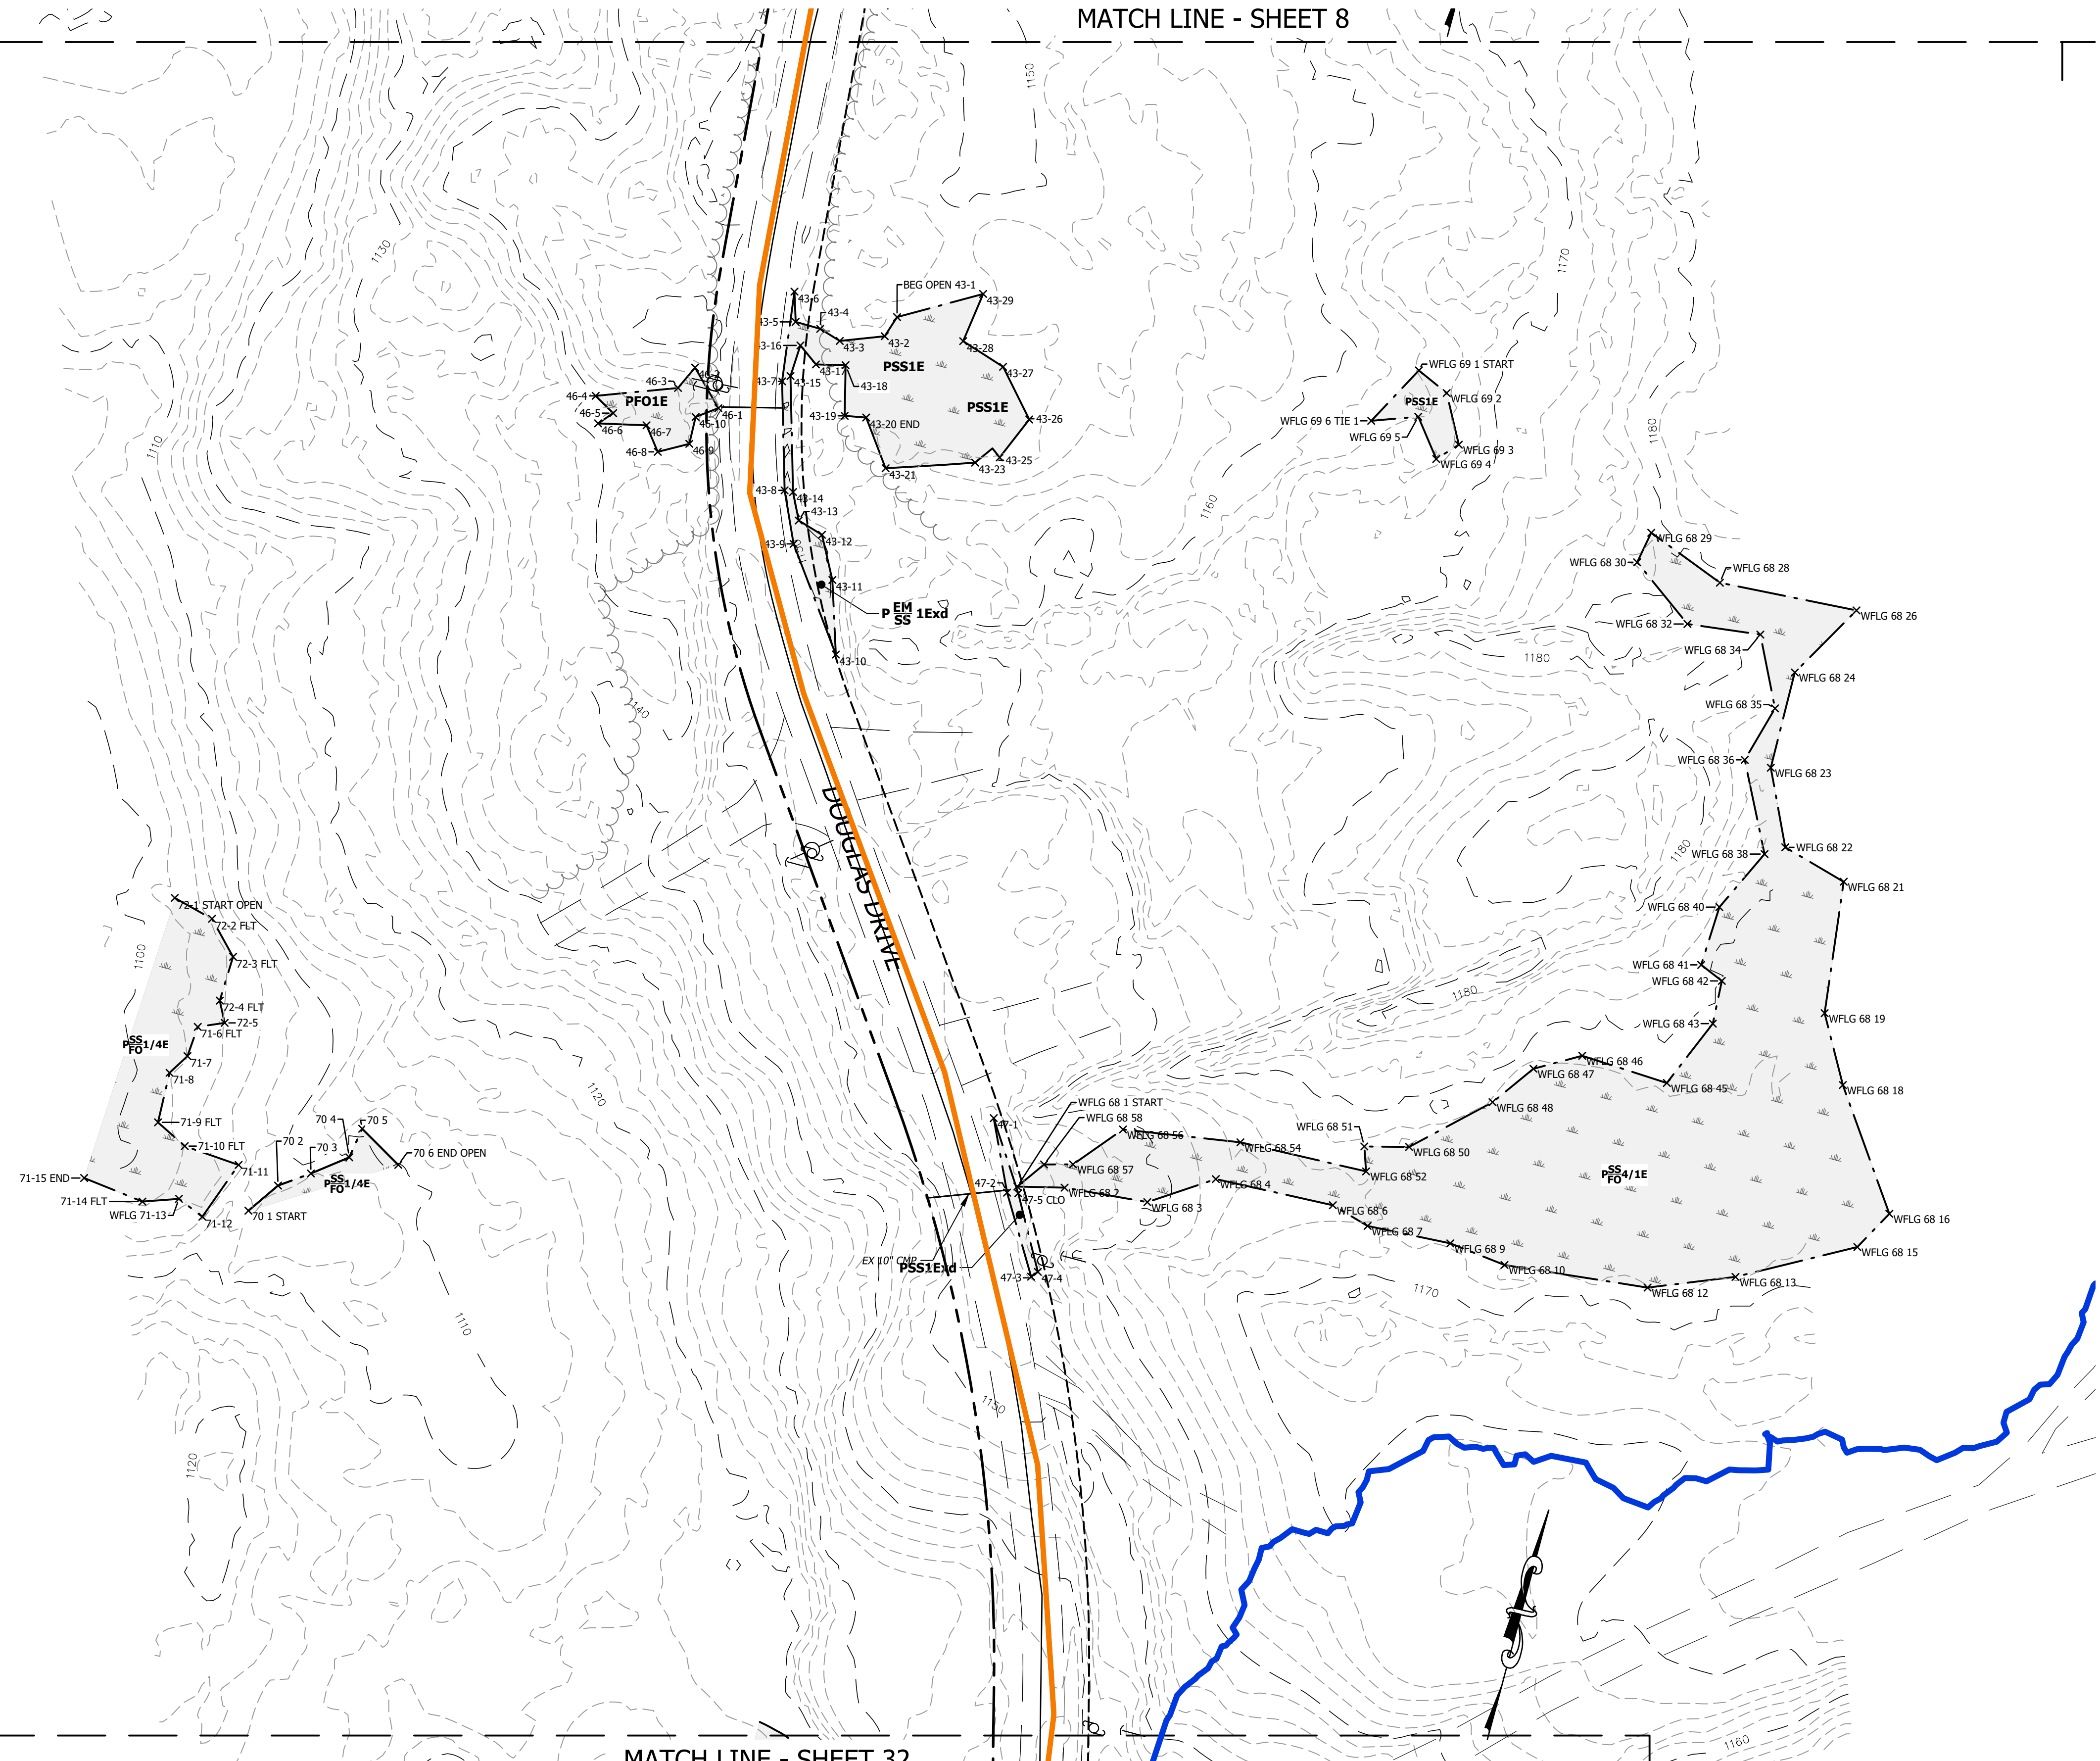 MATCH LINE - SHEET 8
1150
1130
1170
BEG OPEN 43-1
43-29
43-6
43-4
43-5
43-2
43-3
43-28
43-16
43-17
PSS1E
43-27
43-7
43-15
43-18
PSS1E
43-26
43-19
43-20 END
43-25
43-23
43-21
46-3
46-2
46-4
PFO1E
46-5
46-1
46-10
46-6
46-7
46-8
46-9
WFLG 69 1 START
WFLG 69 2
PSS1E
WFLG 69 6 TIE 1
WFLG 69 5
WFLG 69 3
WFLG 69 4
1110
1180
1160
43-8
43-14
43-13
43-12
43-9
43-11
P EM 1Exd
SS
43-10
WFLG 68 29
WFLG 68 30
WFLG 68 28
WFLG 68 26
WFLG 68 32
WFLG 68 34
1180
WFLG 68 24
WFLG 68 35
1140
WFLG 68 36
WFLG 68 23
DOUGLAS DRIVE
1180
WFLG 68 38
WFLG 68 22
WFLG 68 21
72-1 START OPEN
72-2 FLT
WFLG 68 40
1100
72-3 FLT
WFLG 68 41
WFLG 68 42
1180
72-4 FLT
72-5
71-6 FLT
WFLG 68 43
WFLG 68 19
SS
P 1/4E
FO
71-7
71-8
WFLG 68 46
WFLG 68 47
WFLG 68 45
WFLG 68 18
1120
WFLG 68 1 START
WFLG 68 58
WFLG 68 48
71-9 FLT
70 4
70 5
47-1
WFLG 68 56
WFLG 68 51
WFLG 68 54
WFLG 68 50
71-10 FLT
70 2
70 3
70 6 END OPEN
71-11
WFLG 68 57
WFLG 68 52
SS
P 4/1E
FO
71-15 END
SS
P 1/4E
FO
47-2
WFLG 68 2
WFLG 68 4
47-5 CLO
WFLG 68 3
71-14 FLT
WFLG 71-13
71-12
70 1 START
WFLG 68 6
WFLG 68 16
WFLG 68 7
WFLG 68 9
WFLG 68 15
EX 10" CMP
PSS1Exd
47-3
47-4
WFLG 68 10
WFLG 68 13
WFLG 68 12
1170
1110
1150
1120
1160
MATCH LINE - SHEET 32